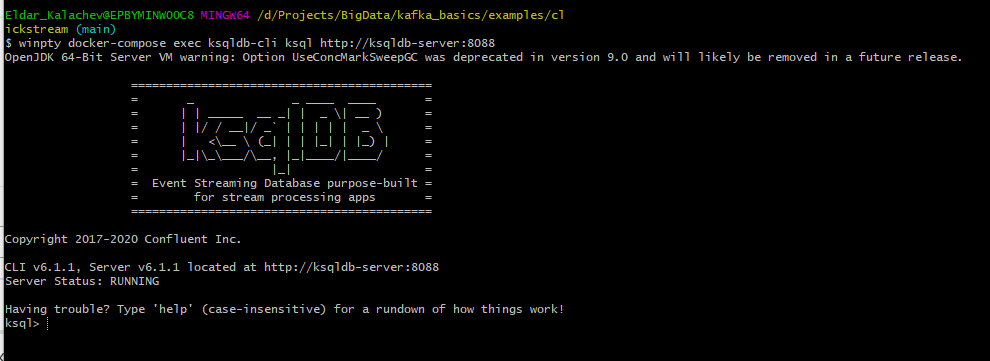 Eldar_Kalachev@EPBYMINWOOC8 MINGW64 /d/Projects/BigData/kafka_basics/examples/cl
ickstream (main)
$ winpty docker-compose exec ksqldb-cli ksql http://ksqldb-server:8088
OpenJDK 64-Bit Server VM warning: Option UseConcMarkSweepGC was deprecated in version 9.0 and will likely be removed in a future release.
===========================================
=       _              _ ____  ____       =
=      | | _____  __ _| |  _ \| __ )      =
=      | |/ / __|/ _` | | | | |  _ \      =
=      |   <\__ \ (_| | | |_| | |_) |     =
=      |_|\_\___/\__, |_|____/|____/      =
=                   |_|                   =
=  Event Streaming Database purpose-built =
=        for stream processing apps       =
===========================================
Copyright 2017-2020 Confluent Inc.
CLI v6.1.1, Server v6.1.1 located at http://ksqldb-server:8088
Server Status: RUNNING
Having trouble? Type 'help' (case-insensitive) for a rundown of how things work!
ksql>